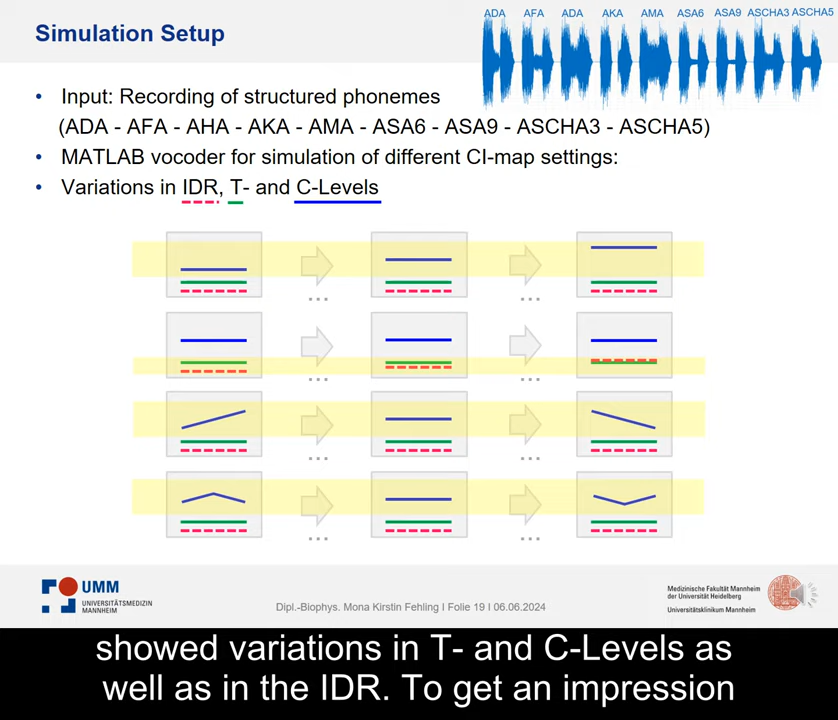 Simulation Setup
ADA AFA ADA AKA AMA ASA6 ASA9 ASCHA3 ASCHA5
• Input: Recording of structured phonemes
(ADA - AFA - AHA - AKA - AMA - ASA6 - ASA9 - ASCHA3 - ASCHA5)
• MATLAB vocoder for simulation of different CI-map settings:
• Variations in IDR, T- and C-Levels
... ...
... ...
... ...
... ...
UMM
UNIVERSITÄTSMEDIZIN
MANNHEIM
Dipl.-Biophys. Mona Kirstin Fehling I Folie 19 I 06.06.2024
Medizinische Fakultät Mannheim
der Universität Heidelberg
Universitätsklinikum Mannheim
showed variations in T- and C-Levels as
well as in the IDR. To get an impression